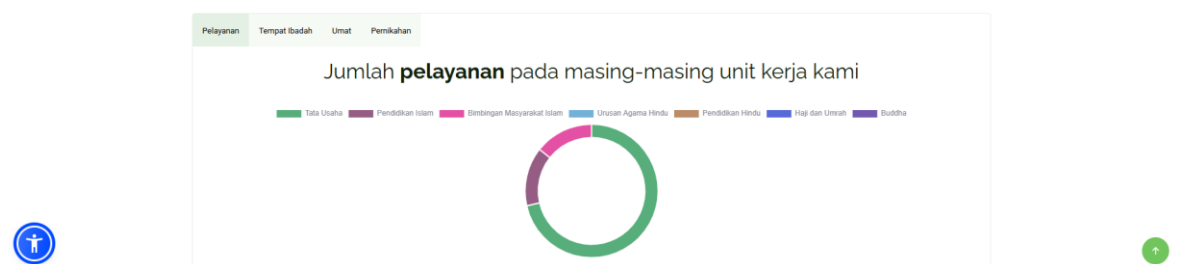 Pelayanan Tempat Ibadah Umat Pernikahan
Jumlah pelayanan pada masing-masing unit kerja kami
Tata Usaha Pendidikan Islam Bimbingan Masyarakat Islam Urusan Agama Hindu Pendidikan Hindu Haji dan Umrah Buddha